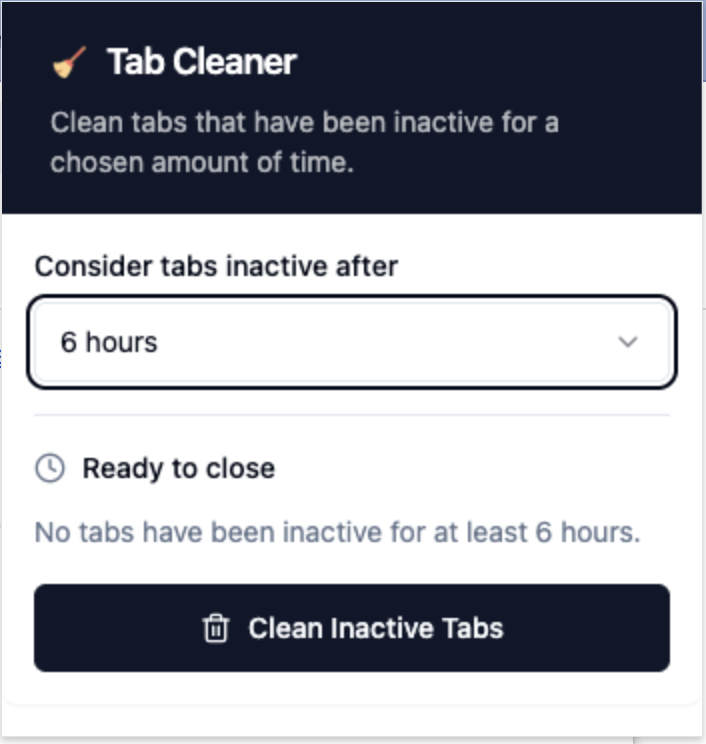 Tab Cleaner
Clean tabs that have been inactive for a
chosen amount of time.
Consider tabs inactive after
6 hours
Ready to close
No tabs have been inactive for at least 6 hours.
Clean Inactive Tabs